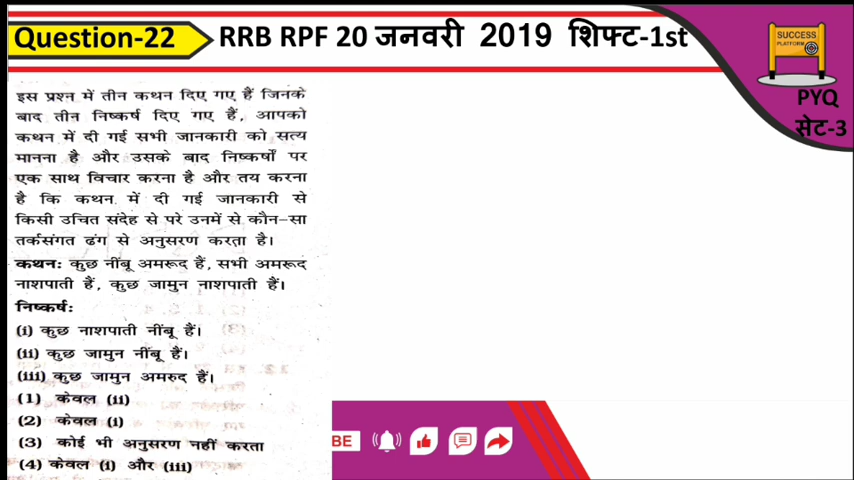 Question-22
RRB RPF 20 जनवरी 2019 शिफ्ट-1st
SUCCESS
PLATFORM
PYQ
सेट-3
इस प्रश्न में तीन कथन दिए गए हैं जिनके
बाद तीन निष्कर्ष दिए गए हैं, आपको
कथन में दी गई सभी जानकारी को सत्य
मानना है और उसके बाद निष्कर्षों पर
एक साथ विचार करना है और तय करना
है कि कथन में दी गई जानकारी से
किसी उचित संदेह से परे उनमें से कौन-सा
तर्कसंगत ढंग से अनुसरण करता है।
कथनः कुछ नींबू अमरूद हैं, सभी अमरूद
नाशपाती हैं, कुछ जामुन नाशपाती हैं।
निष्कर्षः
(i) कुछ नाशपाती नींबू हैं।
(ii) कुछ जामुन नींबू हैं।
(iii) कुछ जामुन अमरुद हैं।
(1) केवल (ii)
(2) केवल (i)
(3) कोई भी अनुसरण नहीं करता
(4) केवल (i) और (iii)
BE